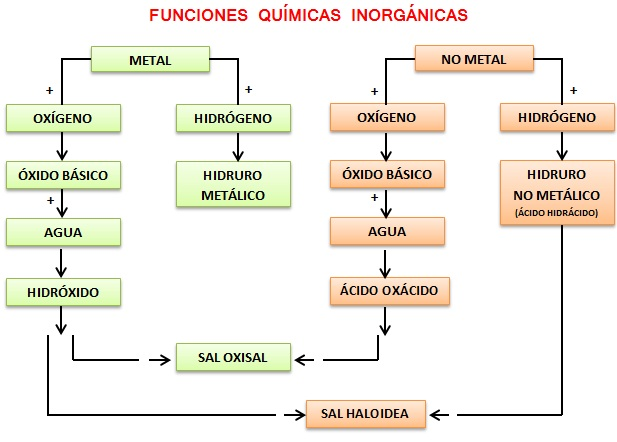 FUNCIONES QUÍMICAS INORGÁNICAS
METAL
NO METAL
+
+
+
+
OXÍGENO
HIDRÓGENO
OXÍGENO
HIDRÓGENO
ÓXIDO BÁSICO
HIDRURO
METÁLICO
ÓXIDO BÁSICO
HIDRURO
NO METÁLICO
(ÁCIDO HIDRÁCIDO)
+
+
AGUA
AGUA
HIDRÓXIDO
ÁCIDO OXÁCIDO
SAL OXISAL
SAL HALOIDEA